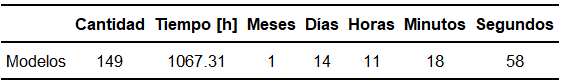 Cantidad Tiempo [h] Meses Días Horas Minutos Segundos
Modelos 149 1067.31 1 14 11 18 58